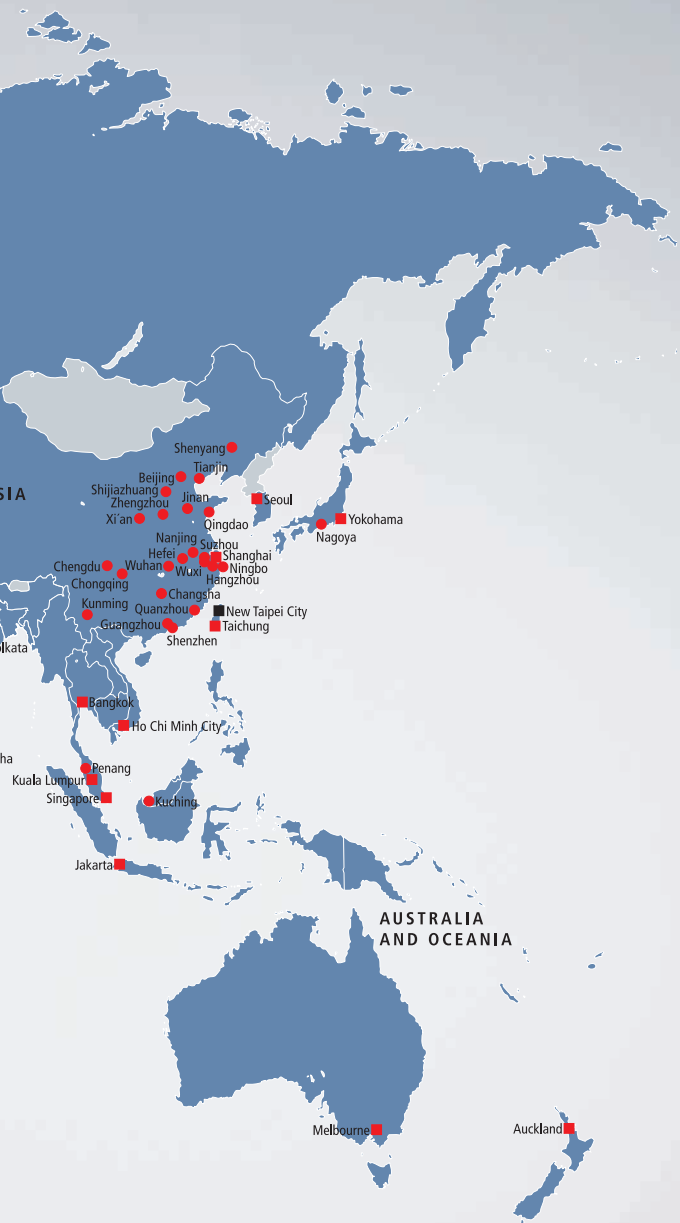 Shenyang
Tianjin
Beijing
Shijiazhuang
Jinan
SIA
Seoul
Zhengzhou
Xi´an
Qingdao
Yokohama
Nagoya
Nanjing
Suzhou
Hefei
Shanghai
Chengdu
Wuhan
Wuxi
Ningbo
Hangzhou
Chongqing
Changsha
Kunming
Quanzhou
New Taipei City
Guangzhou
Taichung
Shenzhen
lkata
Bangkok
Ho Chi Minh City
ha
Penang
Kuala Lumpur
Singapore
Kuching
Jakarta
AUSTRALIA
AND OCEANIA
Melbourne
Auckland